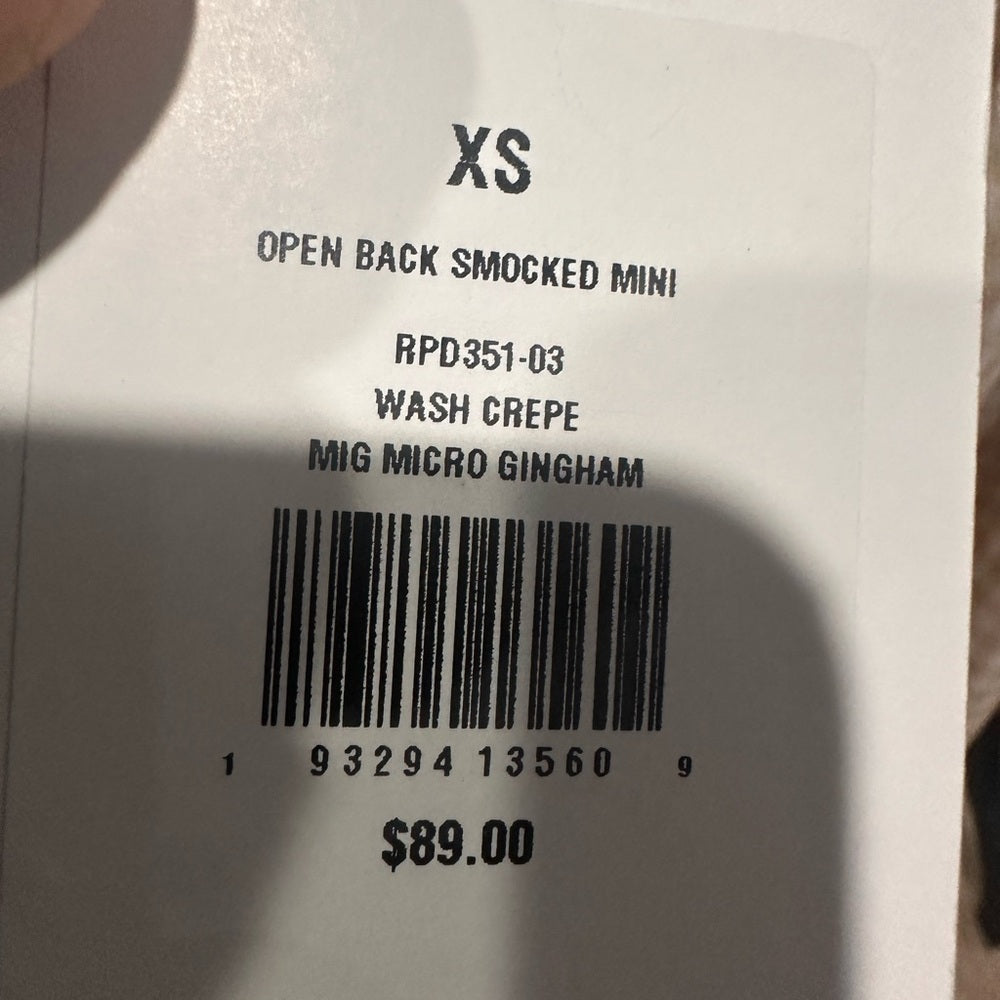 XS
OPEN BACK SMOCKED MINI
RPD351-03
WASH CREPE
MIG MICRO GINGHAM
1 93294 13560 9
$89.00